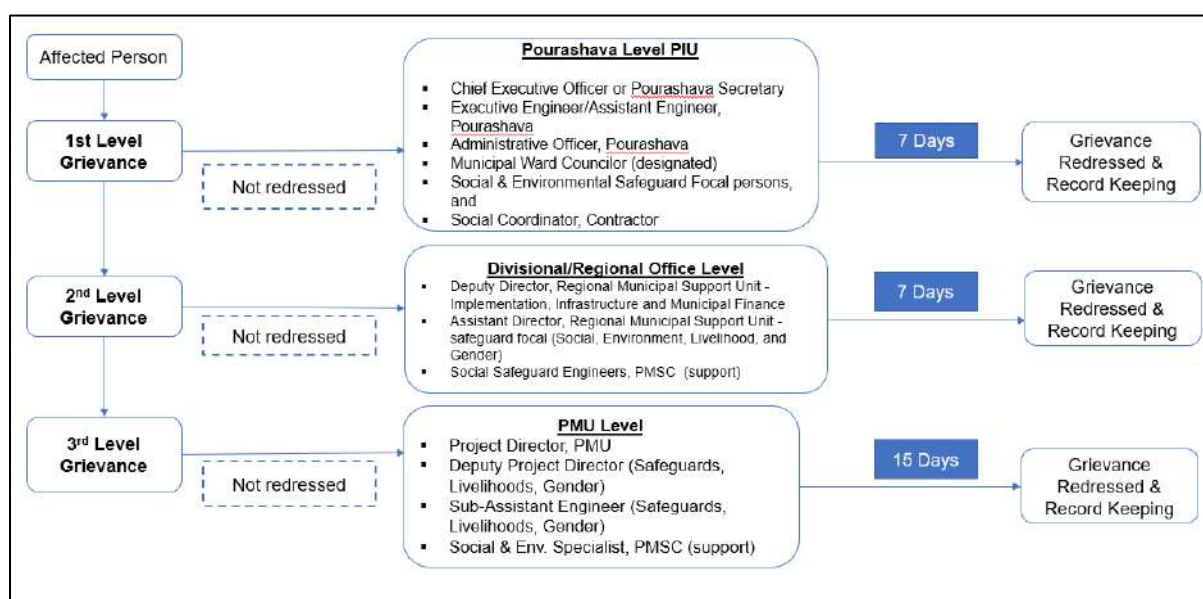 Affected Person
1st Level
Grievance
Not redressed
Pourashava Level PIU
▪ Chief Executive Officer or Pourashava Secretary
▪ Executive Engineer/Assistant Engineer,
Pourashava
▪ Administrative Officer, Pourashava
▪ Municipal Ward Councilor (designated)
▪ Social & Environmental Safeguard Focal persons,
and
▪ Social Coordinator, Contractor
7 Days
Grievance
Redressed &
Record Keeping
2nd Level
Grievance
Not redressed
Divisional/Regional Office Level
▪ Deputy Director, Regional Municipal Support Unit -
Implementation, Infrastructure and Municipal Finance
▪ Assistant Director, Regional Municipal Support Unit -
safeguard focal (Social, Environment, Livelihood, and
Gender)
▪ Social Safeguard Engineers, PMSC (support)
7 Days
Grievance
Redressed &
Record Keeping
3rd Level
Grievance
Not redressed
PMU Level
▪ Project Director, PMU
▪ Deputy Project Director (Safeguards,
Livelihoods, Gender)
▪ Sub-Assistant Engineer (Safeguards,
Livelihoods, Gender)
▪ Social & Env. Specialist, PMSC (support)
15 Days
Grievance
Redressed &
Record Keeping